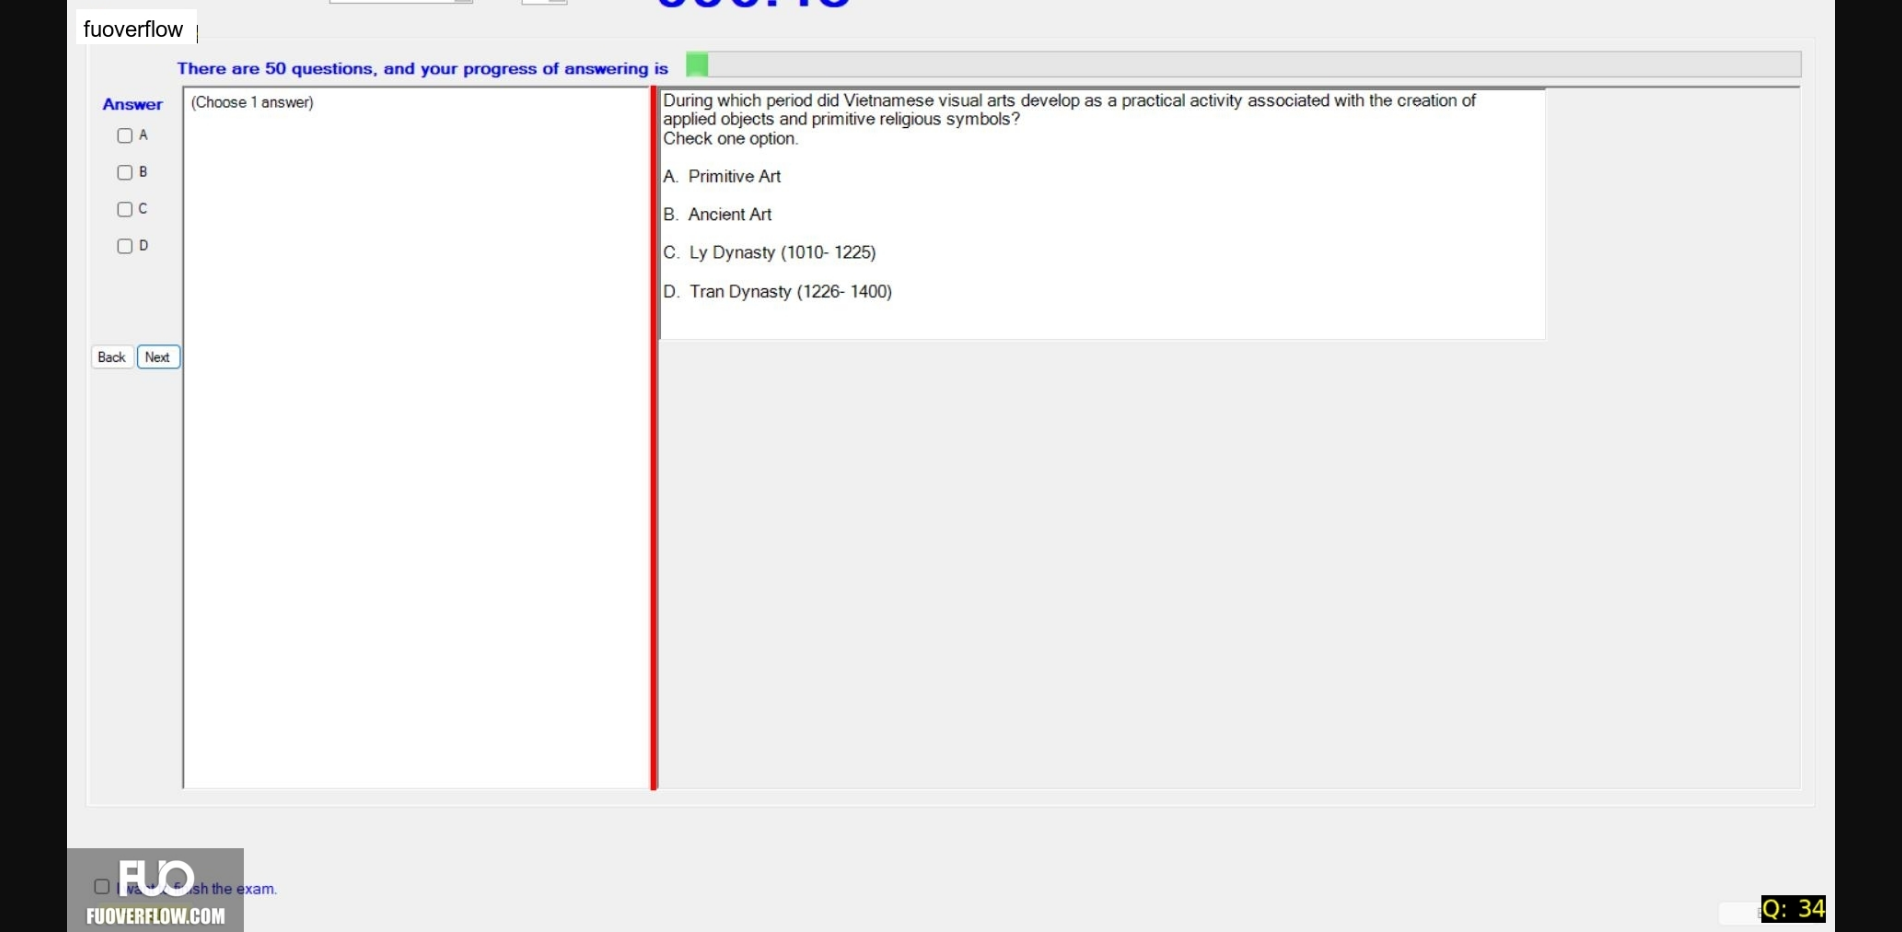 fuoverflow
There are 50 questions, and your progress of answering is
Answer
(Choose 1 answer)
A
B
C
D
Back
Next
During which period did Vietnamese visual arts develop as a practical activity associated with the creation of
applied objects and primitive religious symbols?
Check one option.
A. Primitive Art
B. Ancient Art
C. Ly Dynasty (1010- 1225)
D. Tran Dynasty (1226- 1400)
FUO
the exam.
FUOVERFLOW.COM
Q: 34